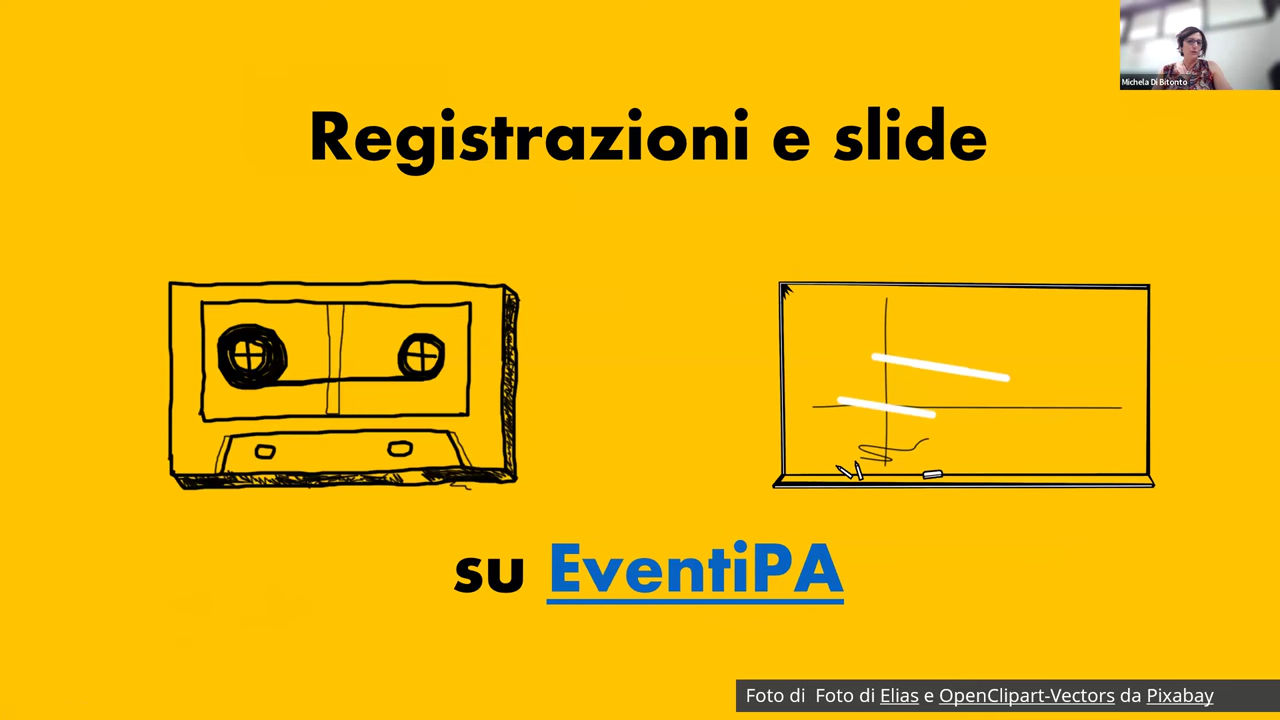 Michela Di Bitonto
Registrazioni e slide
su EventiPA
Foto di  Foto di Elias e OpenClipart-Vectors da Pixabay